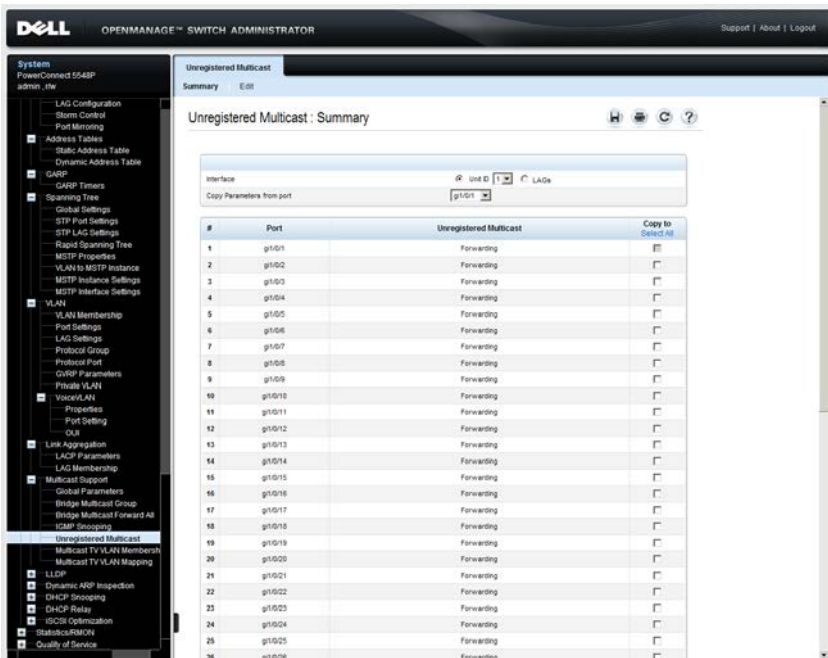 DELL OPENMANAGE™ SWITCH ADMINISTRATOR
Support | About | Logout
System
PowerConnect 5548P
admin , r/w
LAG Configuration
Storm Control
Port Mirroring
Address Tables
Static Address Table
Dynamic Address Table
GARP
GARP Timers
Spanning Tree
Global Settings
STP Port Settings
STP LAG Settings
Rapid Spanning Tree
MSTP Properties
VLAN to MSTP Instance
MSTP Instance Settings
MSTP Interface Settings
VLAN
VLAN Membership
Port Settings
LAG Settings
Protocol Group
Protocol Port
GVRP Parameters
Private VLAN
VoiceVLAN
Properties
Port Setting
OUI
Link Aggregation
LACP Parameters
LAG Membership
Multicast Support
Global Parameters
Bridge Multicast Group
Bridge Multicast Forward All
IGMP Snooping
Unregistered Multicast
Multicast TV VLAN Membersh
Multicast TV VLAN Mapping
LLDP
Dynamic ARP Inspection
DHCP Snooping
DHCP Relay
iSCSI Optimization
Statistics/RMON
Quality of Service
Unregistered Multicast
Summary Edit
Unregistered Multicast : Summary
Interface Unit ID 1 LAGs
Copy Parameters from port gi1/0/1
# Port Unregistered Multicast Copy to
Select All
1 gi1/0/1 Forwarding
2 gi1/0/2 Forwarding
3 gi1/0/3 Forwarding
4 gi1/0/4 Forwarding
5 gi1/0/5 Forwarding
6 gi1/0/6 Forwarding
7 gi1/0/7 Forwarding
8 gi1/0/8 Forwarding
9 gi1/0/9 Forwarding
10 gi1/0/10 Forwarding
11 gi1/0/11 Forwarding
12 gi1/0/12 Forwarding
13 gi1/0/13 Forwarding
14 gi1/0/14 Forwarding
15 gi1/0/15 Forwarding
16 gi1/0/16 Forwarding
17 gi1/0/17 Forwarding
18 gi1/0/18 Forwarding
19 gi1/0/19 Forwarding
20 gi1/0/20 Forwarding
21 gi1/0/21 Forwarding
22 gi1/0/22 Forwarding
23 gi1/0/23 Forwarding
24 gi1/0/24 Forwarding
25 gi1/0/25 Forwarding
26 gi1/0/26 Forwarding